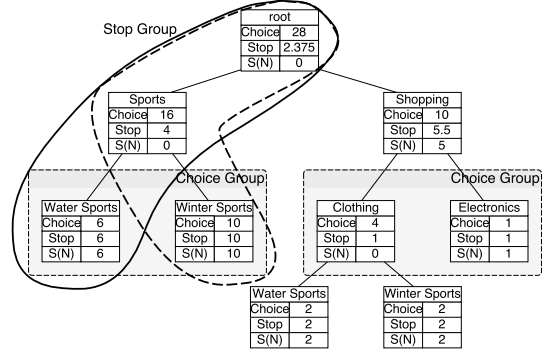 Stop Group
root
Choice 28
Stop 2.375
S(N) 0
Sports
Choice 16
Stop 4
S(N) 0
Shopping
Choice 10
Stop 5.5
S(N) 5
Choice Group
Choice Group
Water Sports
Choice 6
Stop 6
S(N) 6
Winter Sports
Choice 10
Stop 10
S(N) 10
Clothing
Choice 4
Stop 1
S(N) 0
Electronics
Choice 1
Stop 1
S(N) 1
Water Sports
Choice 2
Stop 2
S(N) 2
Winter Sports
Choice 2
Stop 2
S(N) 2